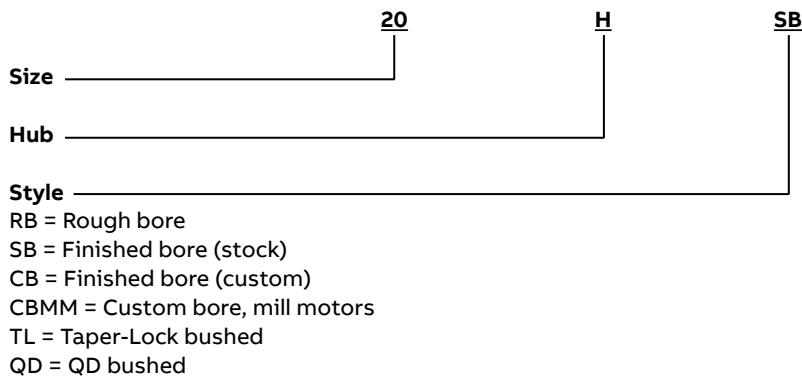 20 H SB
Size
Hub
Style
RB = Rough bore
SB = Finished bore (stock)
CB = Finished bore (custom)
CBMM = Custom bore, mill motors
TL = Taper-Lock bushed
QD = QD bushed